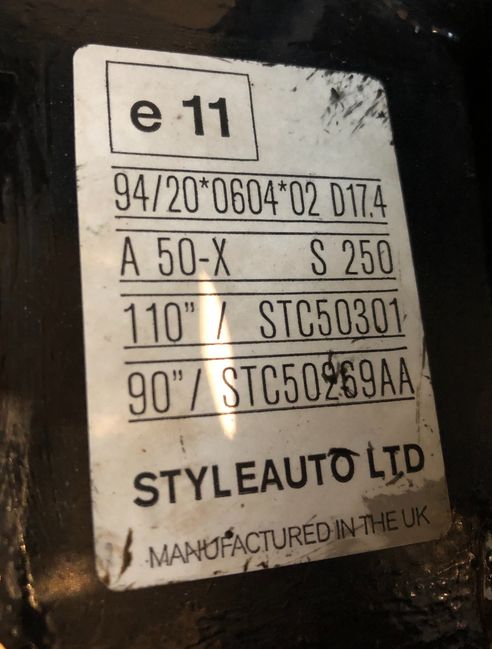 e 11
94/20*0604*02 D17.4
A 50-X S 250
110"/ STC50301
90"/ STC50269AA
STYLEAUTO LTD
MANUFACTURED IN THE UK